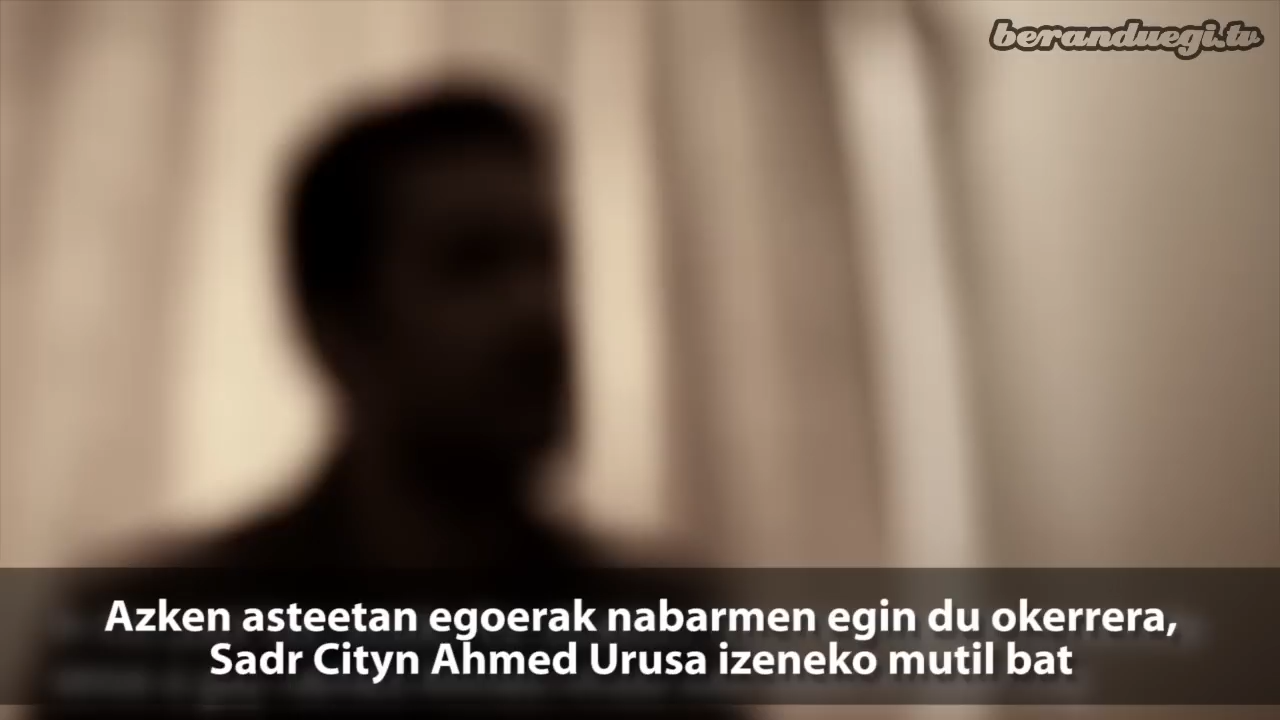 beranduegi.tv
Azken asteetan egoerak nabarmen egin du okerrera,
Sadr Cityn Ahmed Urusa izeneko mutil bat